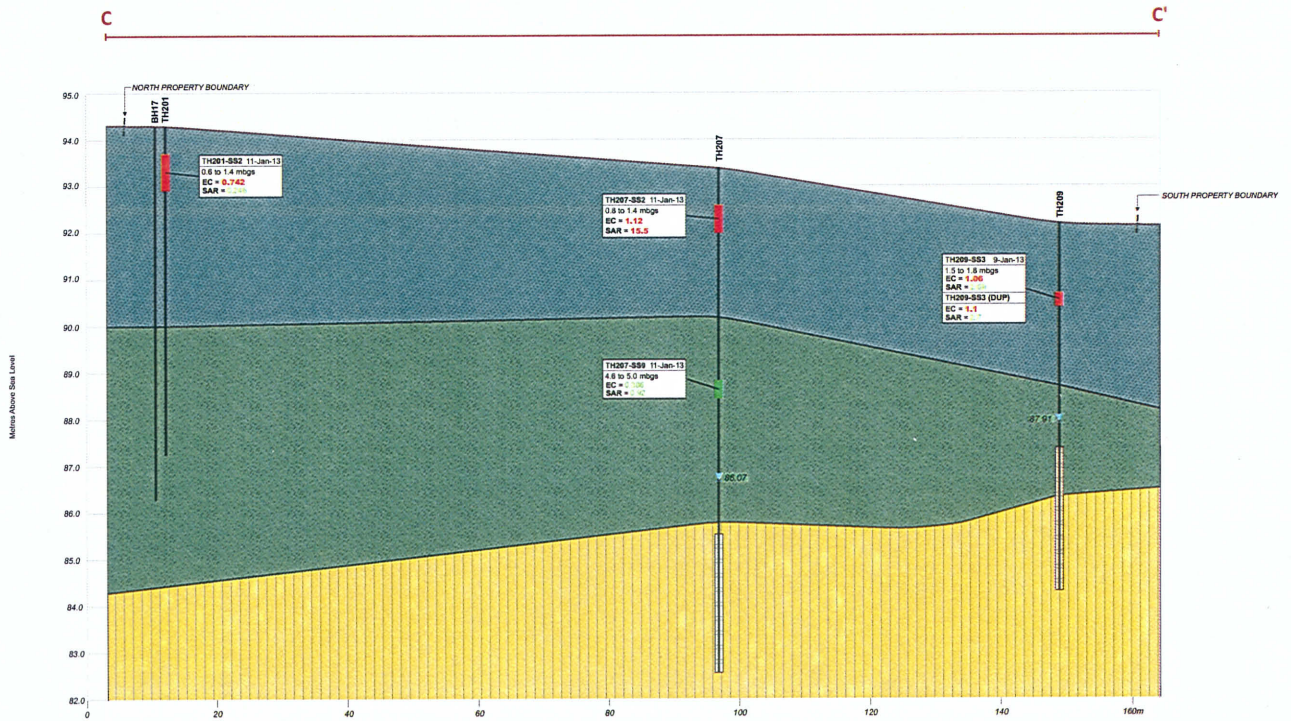 C
C'
NORTH PROPERTY BOUNDARY
BH17
TH201
TH207
TH209
SOUTH PROPERTY BOUNDARY
TH201-SS2 11-Jan-13
0.6 to 1.4 mbgs
EC = 0.742
SAR =
TH207-SS2 11-Jan-13
0.8 to 1.4 mbgs
EC = 1.12
SAR = 15.5
TH209-SS3 9-Jan-13
1.5 to 1.8 mbgs
EC = 1.06
SAR =
TH209-SS3 (DUP)
EC = 1.1
SAR =
TH207-SS9 11-Jan-13
4.6 to 5.0 mbgs
EC =
SAR =
87.91
Metres Above Sea Level
95.0
94.0
93.0
92.0
91.0
90.0
89.0
88.0
87.0
86.0
85.0
84.0
83.0
82.0
0
20
40
60
80
100
120
140
160m